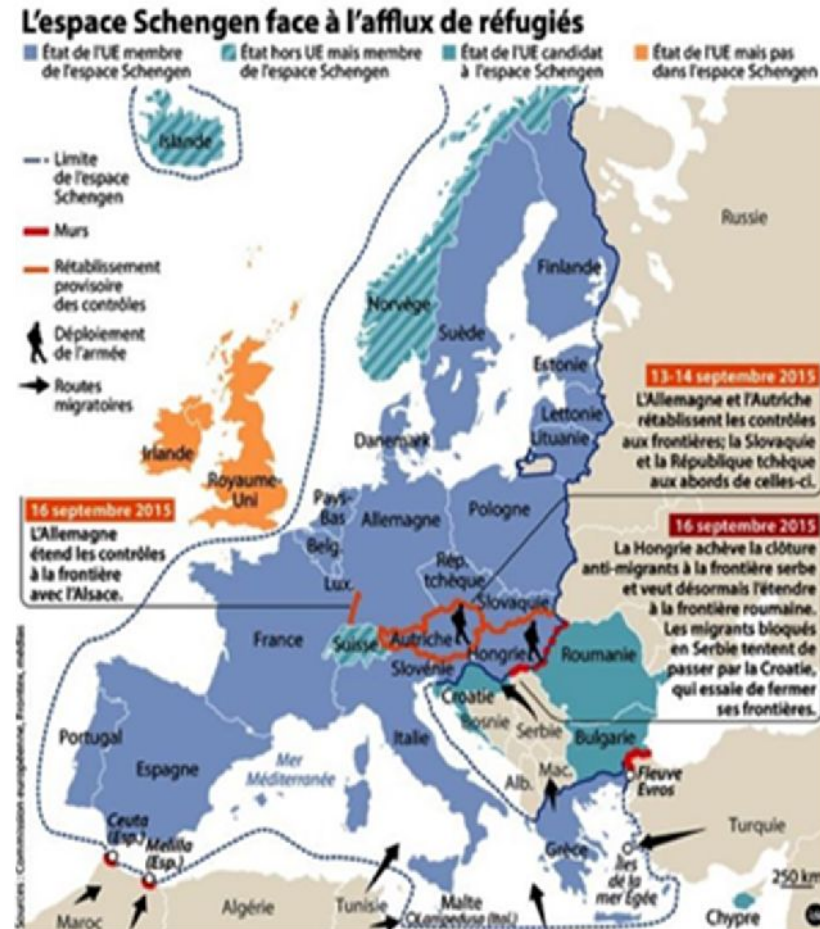 L'espace Schengen face à l'afflux de réfugiés
État de l'UE membre
de l'espace Schengen
État hors UE mais membre
de l'espace Schengen
État de l'UE candidat
à l'espace Schengen
État de l'UE mais pas
dans l'espace Schengen
Limite
de l'espace
Schengen
Murs
Rétablissement
provisoire
des contrôles
Déploiement
de l'armée
Routes
migratoires
Islande
Russie
Finlande
Norvège
Suède
Estonie
Lettonie
Lituanie
Danemark
Irlande
Royaume-
Uni
13-14 septembre 2015
L'Allemagne et l'Autriche
rétablissent les contrôles
aux frontières; la Slovaquie
et la République tchèque
aux abords de celles-ci.
16 septembre 2015
L'Allemagne
étend les contrôles
à la frontière
avec l'Alsace.
16 septembre 2015
La Hongrie achève la clôture
anti-migrants à la frontière serbe
et veut désormais l'étendre
à la frontière roumaine.
Les migrants bloqués
en Serbie tentent de
passer par la Croatie,
qui essaie de fermer
ses frontières.
Pays-
Bas
Belg.
Lux.
Allemagne
Pologne
Rép.
tchèque
Slovaquie
France
Suisse
Autriche
Hongrie
Roumanie
Slovénie
Croatie
Bosnie
Serbie
Bulgarie
Italie
Mac.
Alb.
Portugal
Espagne
Mer
Méditerranée
Fleuve
Evros
Ceuta
(Esp.)
Melilla
(Esp.)
Grèce
Turquie
Îles
de la
mer Égée
250 km
Maroc
Algérie
Tunisie
Malte
Lampedusa (Ital.)
Chypre
Sources : Commission européenne, Frontex, médias